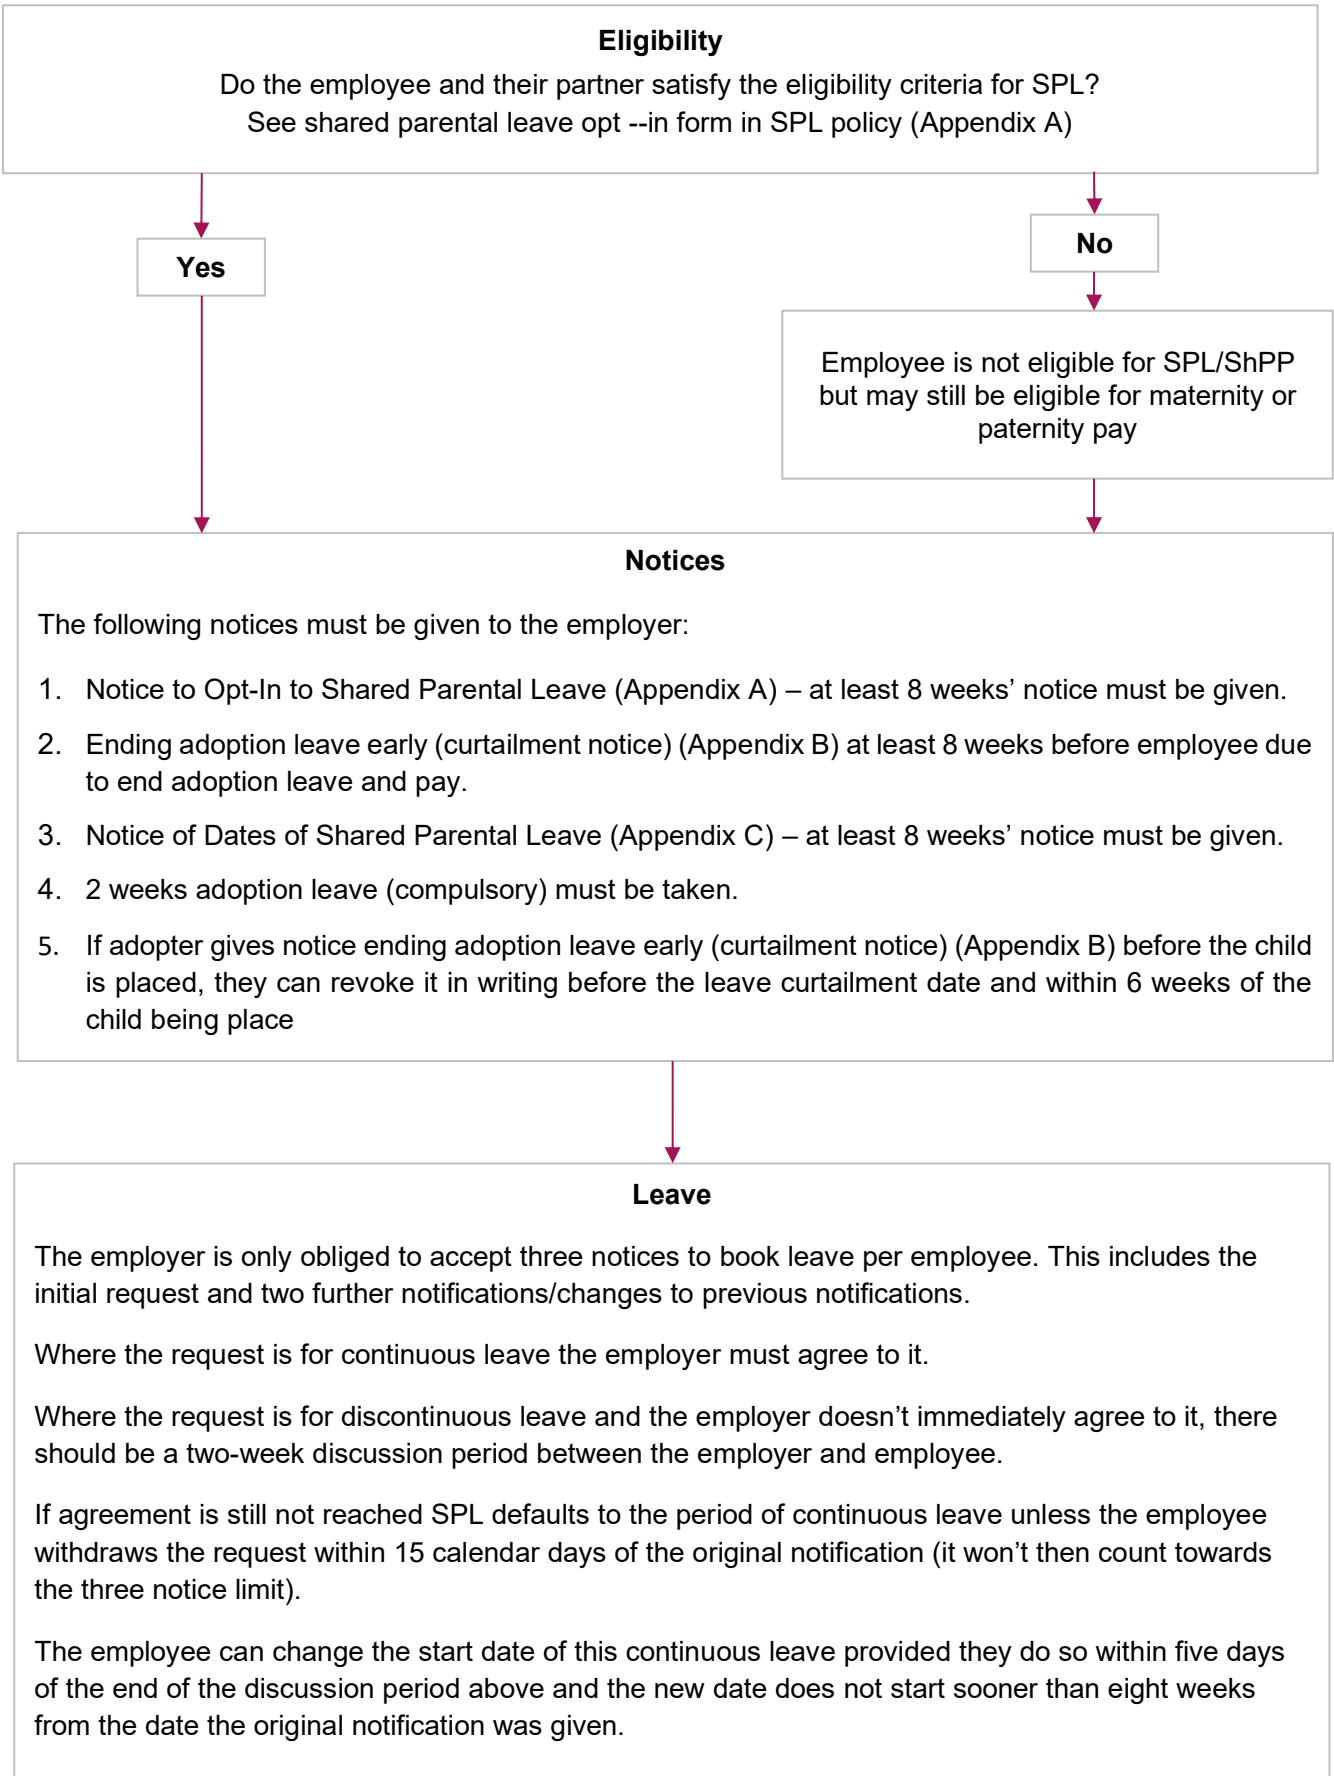 Eligibility
Do the employee and their partner satisfy the eligibility criteria for SPL?
See shared parental leave opt --in form in SPL policy (Appendix A)
Yes
No
Employee is not eligible for SPL/ShPP
but may still be eligible for maternity or
paternity pay
Notices
The following notices must be given to the employer:
1. Notice to Opt-In to Shared Parental Leave (Appendix A) – at least 8 weeks’ notice must be given.
2. Ending adoption leave early (curtailment notice) (Appendix B) at least 8 weeks before employee due
to end adoption leave and pay.
3. Notice of Dates of Shared Parental Leave (Appendix C) – at least 8 weeks’ notice must be given.
4. 2 weeks adoption leave (compulsory) must be taken.
5. If adopter gives notice ending adoption leave early (curtailment notice) (Appendix B) before the child
is placed, they can revoke it in writing before the leave curtailment date and within 6 weeks of the
child being place
Leave
The employer is only obliged to accept three notices to book leave per employee. This includes the
initial request and two further notifications/changes to previous notifications.
Where the request is for continuous leave the employer must agree to it.
Where the request is for discontinuous leave and the employer doesn’t immediately agree to it, there
should be a two-week discussion period between the employer and employee.
If agreement is still not reached SPL defaults to the period of continuous leave unless the employee
withdraws the request within 15 calendar days of the original notification (it won’t then count towards
the three notice limit).
The employee can change the start date of this continuous leave provided they do so within five days
of the end of the discussion period above and the new date does not start sooner than eight weeks
from the date the original notification was given.